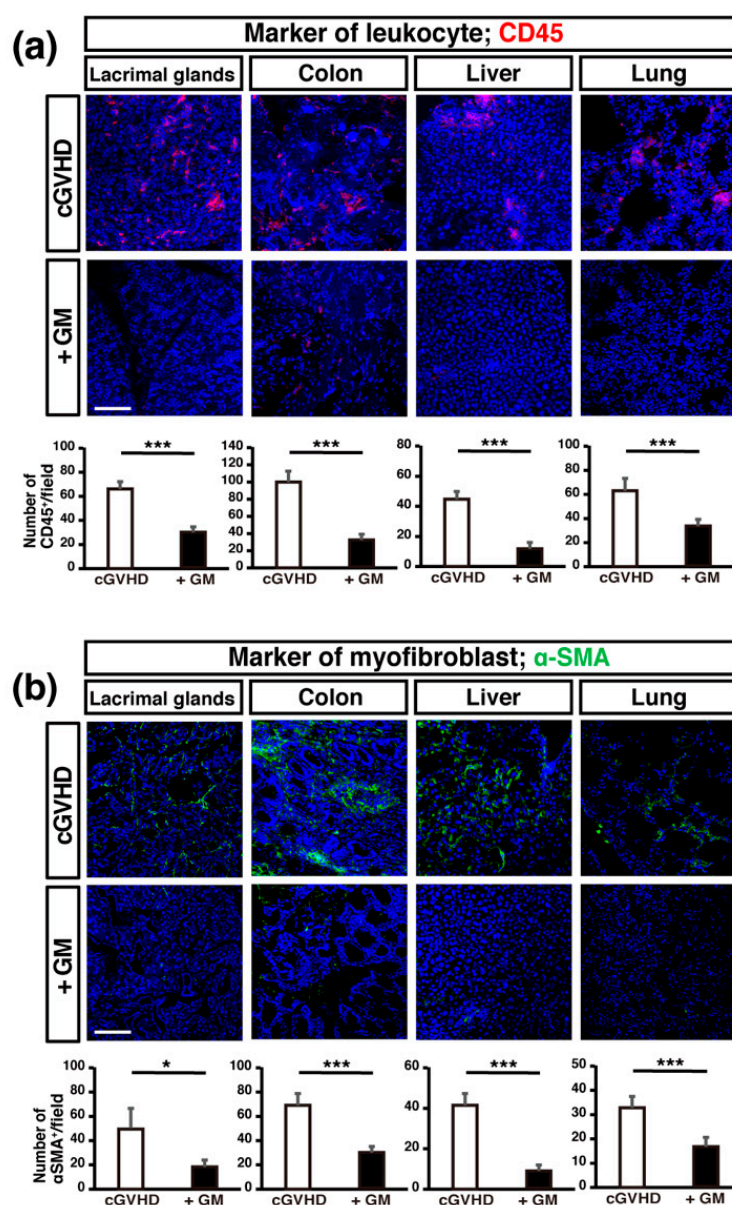 (a)
Marker of leukocyte; CD45
Lacrimal glands Colon Liver Lung
cGVHD
+ GM
Number of
CD45⁺/field
100
80
60
40
20
0
***
cGVHD + GM
140
120
100
80
60
40
20
0
***
cGVHD + GM
80
40
20
0
***
cGVHD + GM
100
80
60
40
20
0
***
cGVHD + GM
(b)
Marker of myofibroblast; α-SMA
Lacrimal glands Colon Liver Lung
cGVHD
+ GM
Number of
αSMA⁺/field
100
80
60
40
20
0
*
cGVHD + GM
100
80
60
40
20
0
***
cGVHD + GM
60
40
20
0
***
cGVHD + GM
50
40
30
20
10
0
***
cGVHD + GM